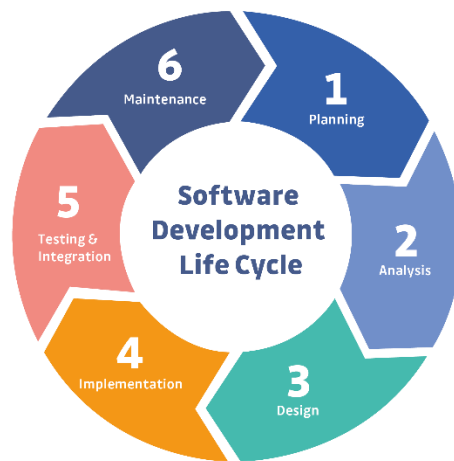 Software
Development
Life Cycle
1
Planning
2
Analysis
3
Design
4
Implementation
5
Testing &
Integration
6
Maintenance